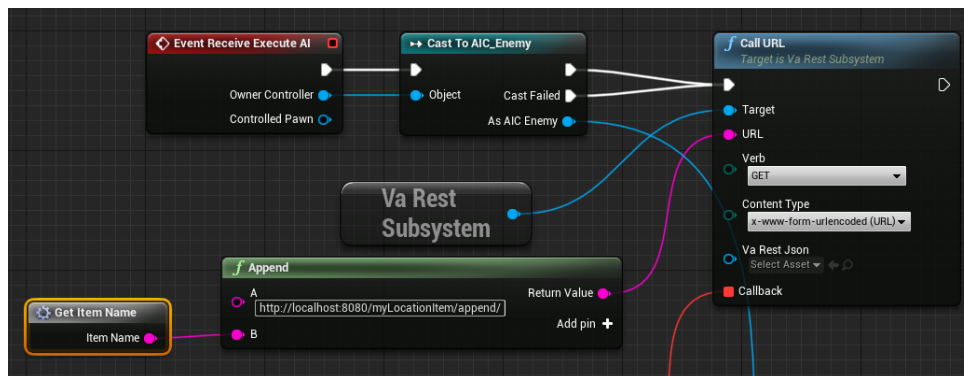 Event Receive Execute AI
Owner Controller
Controlled Pawn
Cast To AIC_Enemy
Object
Cast Failed
As AIC Enemy
Call URL
Target is Va Rest Subsystem
Target
URL
Verb
GET
Content Type
x-www-form-urlencoded (URL)
Va Rest Json
Select Asset
Callback
Va Rest
Subsystem
Append
A
http://localhost:8080/myLocationItem/append/
B
Return Value
Add pin
Get Item Name
Item Name